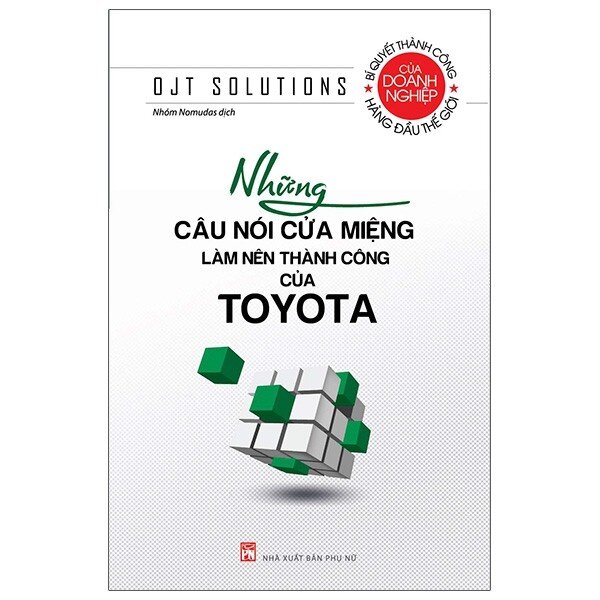 OJT SOLUTIONS
Nhóm Nomudas dịch
BÍ QUYẾT THÀNH CÔNG
CỦA
DOANH
NGHIỆP
HÀNG ĐẦU THẾ GIỚI
Những
CÂU NÓI CỬA MIỆNG
LÀM NÊN THÀNH CÔNG
CỦA
TOYOTA
PN
NHÀ XUẤT BẢN PHỤ NỮ